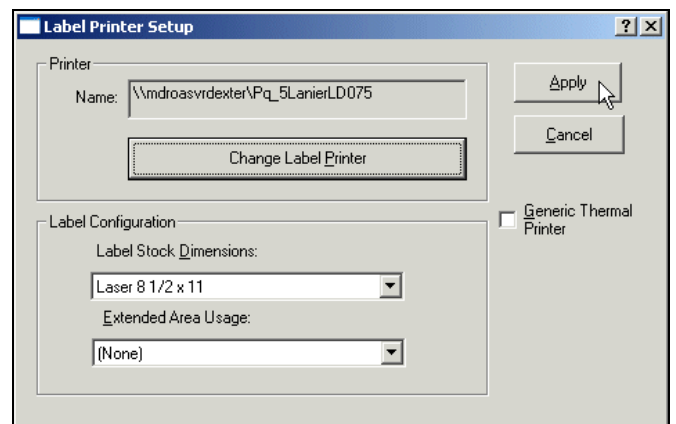 Label Printer Setup
Printer
Name: \\mdroasvrdexter\Pq_5LanierLD075
Change Label Printer
Apply
Cancel
Generic Thermal
Printer
Label Configuration
Label Stock Dimensions:
Laser 8 1/2 x 11
Extended Area Usage:
(None)